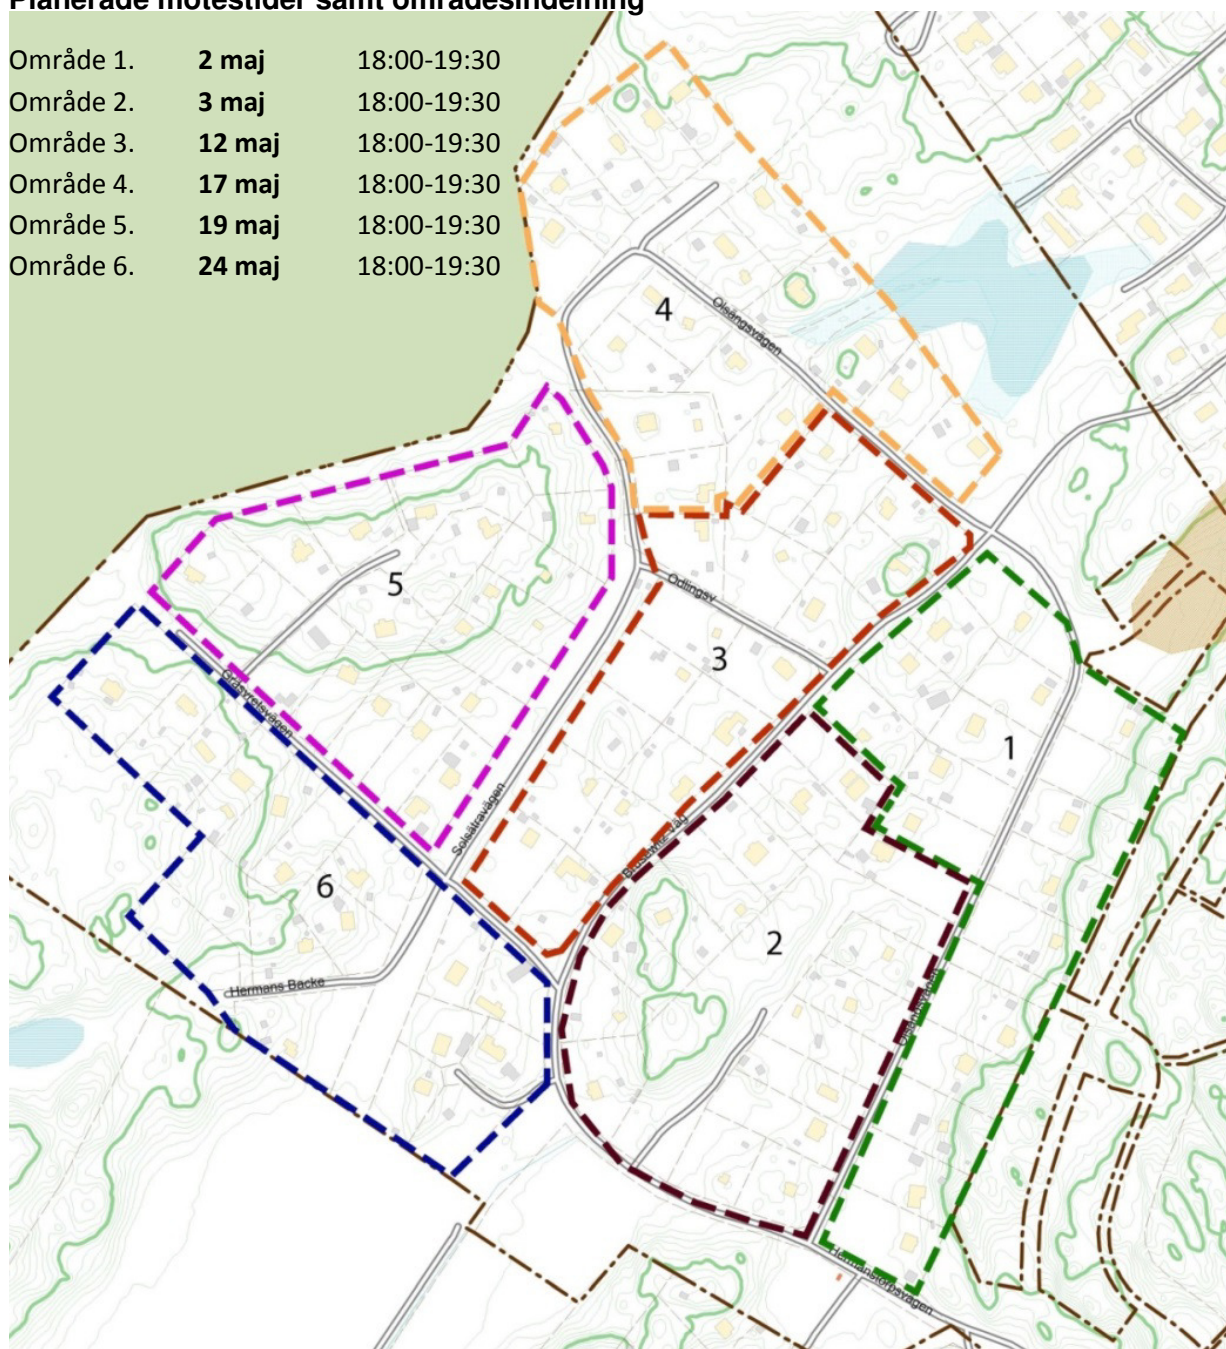 Planerade mötestider samt områdesindelning
Område 1. 2 maj 18:00-19:30
Område 2. 3 maj 18:00-19:30
Område 3. 12 maj 18:00-19:30
Område 4. 17 maj 18:00-19:30
Område 5. 19 maj 18:00-19:30
Område 6. 24 maj 18:00-19:30
4
Olsängsvägen
5
Odlingsv
3
Gräsyretsvägen
1
Solsätravägen
6
2
Hermans Backe
Olsängsvägen
Hermanstorpsvägen